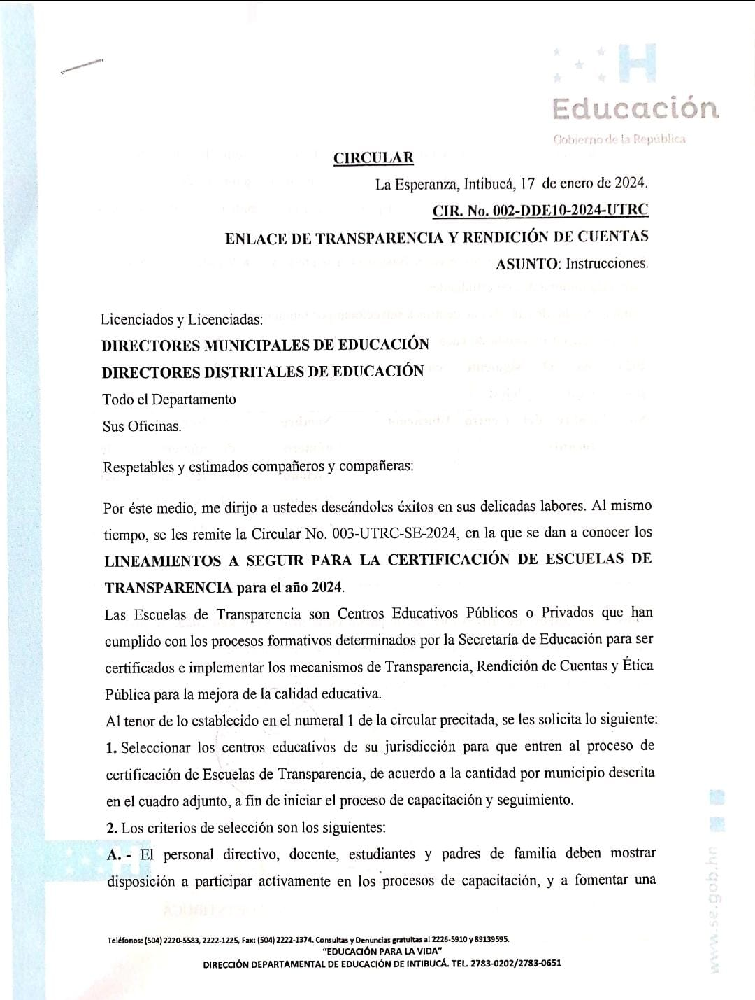 H
Educación
Gobierno de la República
CIRCULAR
La Esperanza, Intibucá, 17 de enero de 2024.
CIR. No. 002-DDE10-2024-UTRC
ENLACE DE TRANSPARENCIA Y RENDICIÓN DE CUENTAS
ASUNTO: Instrucciones.
Licenciados y Licenciadas:
DIRECTORES MUNICIPALES DE EDUCACIÓN
DIRECTORES DISTRITALES DE EDUCACIÓN
Todo el Departamento
Sus Oficinas.
Respetables y estimados compañeros y compañeras:
Por éste medio, me dirijo a ustedes deseándoles éxitos en sus delicadas labores. Al mismo
tiempo, se les remite la Circular No. 003-UTRC-SE-2024, en la que se dan a conocer los
LINEAMIENTOS A SEGUIR PARA LA CERTIFICACIÓN DE ESCUELAS DE
TRANSPARENCIA para el año 2024.
Las Escuelas de Transparencia son Centros Educativos Públicos o Privados que han
cumplido con los procesos formativos determinados por la Secretaría de Educación para ser
certificados e implementar los mecanismos de Transparencia, Rendición de Cuentas y Ética
Pública para la mejora de la calidad educativa.
Al tenor de lo establecido en el numeral 1 de la circular precitada, se les solicita lo siguiente:
1. Seleccionar los centros educativos de su jurisdicción para que entren al proceso de
certificación de Escuelas de Transparencia, de acuerdo a la cantidad por municipio descrita
en el cuadro adjunto, a fin de iniciar el proceso de capacitación y seguimiento.
2. Los criterios de selección son los siguientes:
A. - El personal directivo, docente, estudiantes y padres de familia deben mostrar
disposición a participar activamente en los procesos de capacitación, y a fomentar una
www.se.gob.hn
Teléfonos: (504) 2220-5583, 2222-1225, Fax: (504) 2222-1374. Consultas y Denuncias gratuitas al 2226-5910 y 89139595.
"EDUCACIÓN PARA LA VIDA"
DIRECCIÓN DEPARTAMENTAL DE EDUCACIÓN DE INTIBUCÁ. TEL. 2783-0202/2783-0651